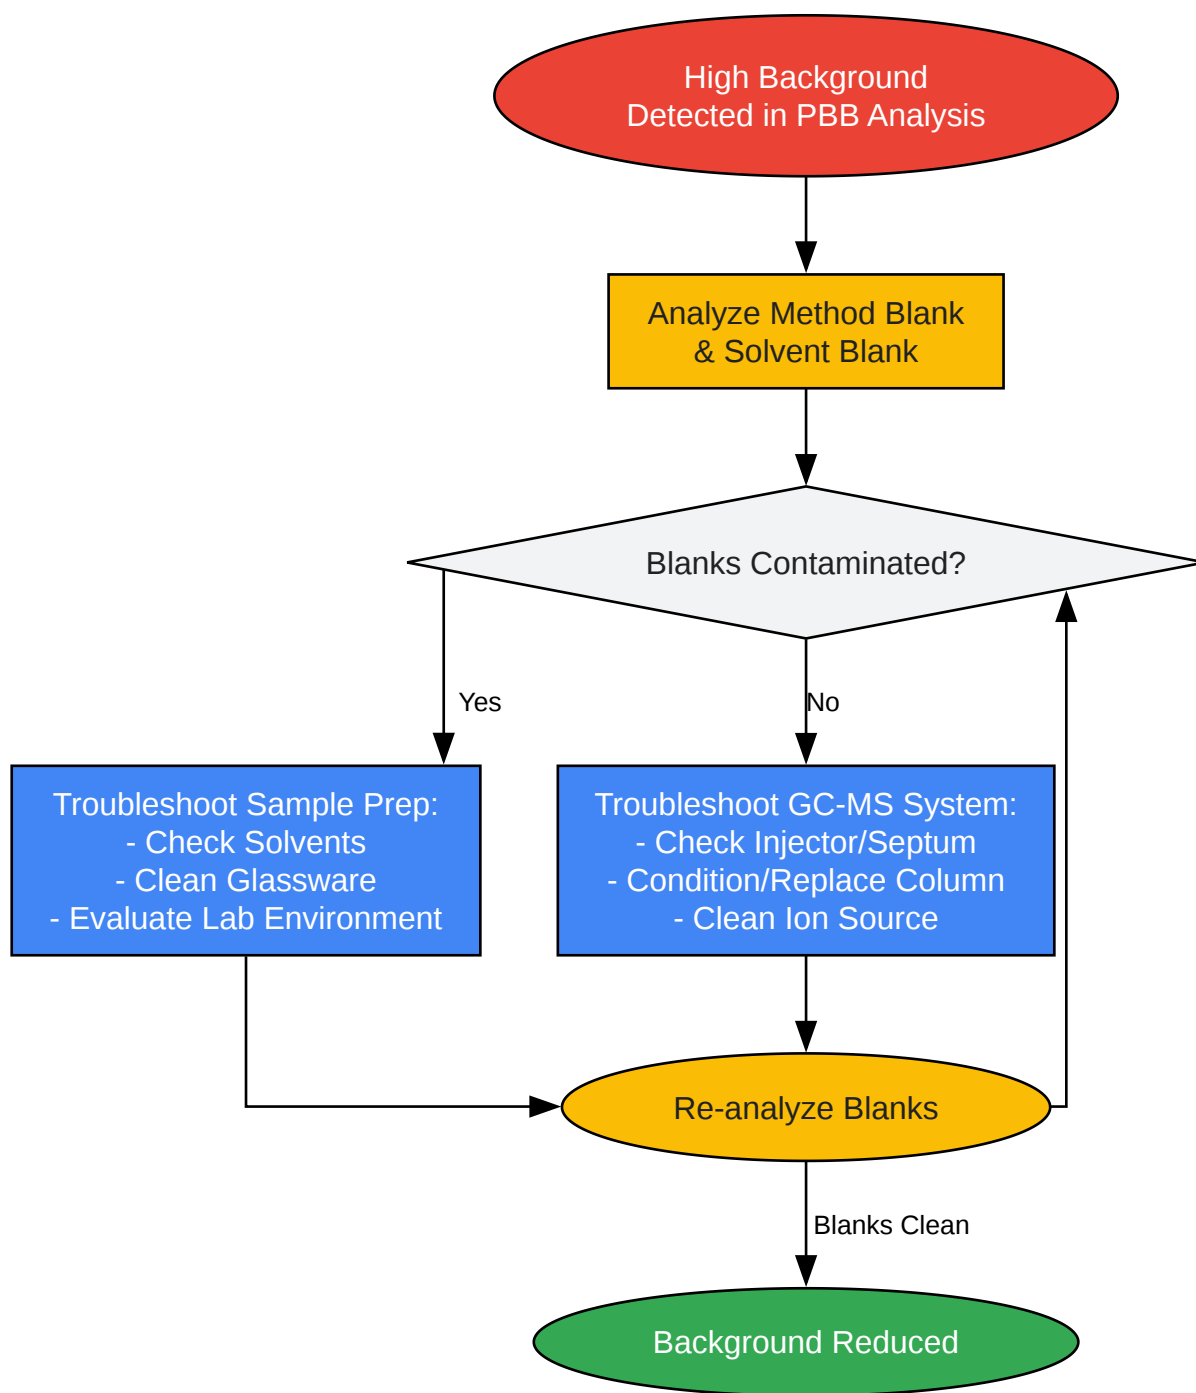 High Background
Detected in PBB Analysis
Analyze Method Blank
& Solvent Blank
Blanks Contaminated?
Yes
No
Troubleshoot Sample Prep:
- Check Solvents
- Clean Glassware
- Evaluate Lab Environment
Troubleshoot GC-MS System:
- Check Injector/Septum
- Condition/Replace Column
- Clean Ion Source
Re-analyze Blanks
Blanks Clean
Background Reduced